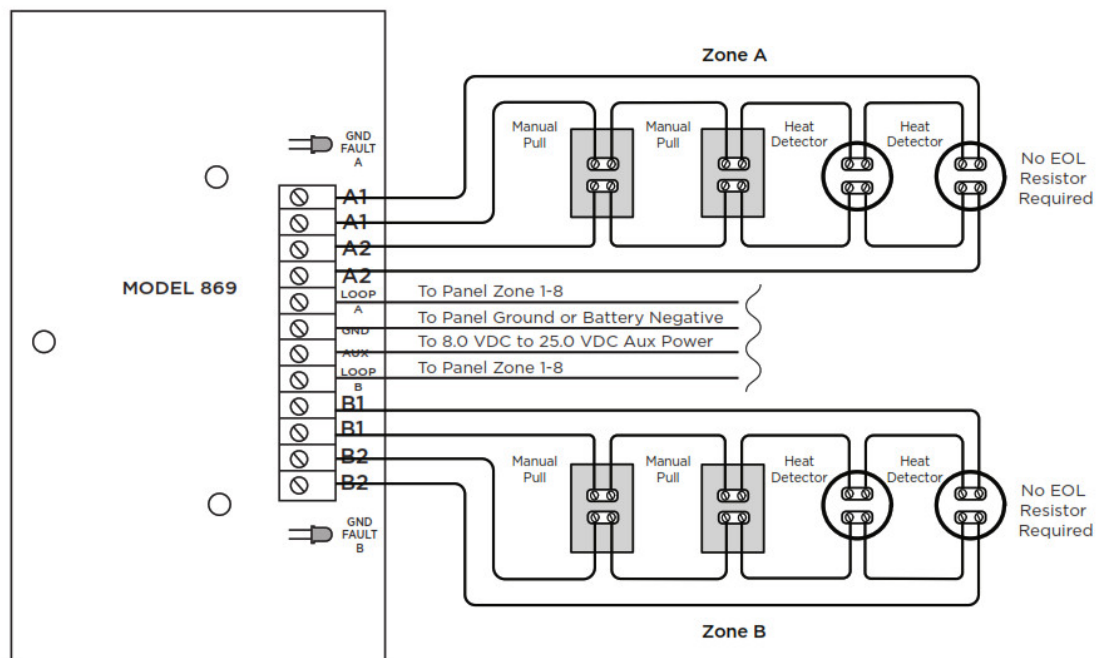 Zone A
GND
FAULT
A
Manual
Pull
Manual
Pull
Heat
Detector
Heat
Detector
No EOL
Resistor
Required
A1
A1
A2
A2
MODEL 869
LOOP
A
To Panel Zone 1-8
GND
To Panel Ground or Battery Negative
AUX
To 8.0 VDC to 25.0 VDC Aux Power
LOOP
B
To Panel Zone 1-8
B1
B1
B2
B2
Manual
Pull
Manual
Pull
Heat
Detector
Heat
Detector
No EOL
Resistor
Required
GND
FAULT
B
Zone B